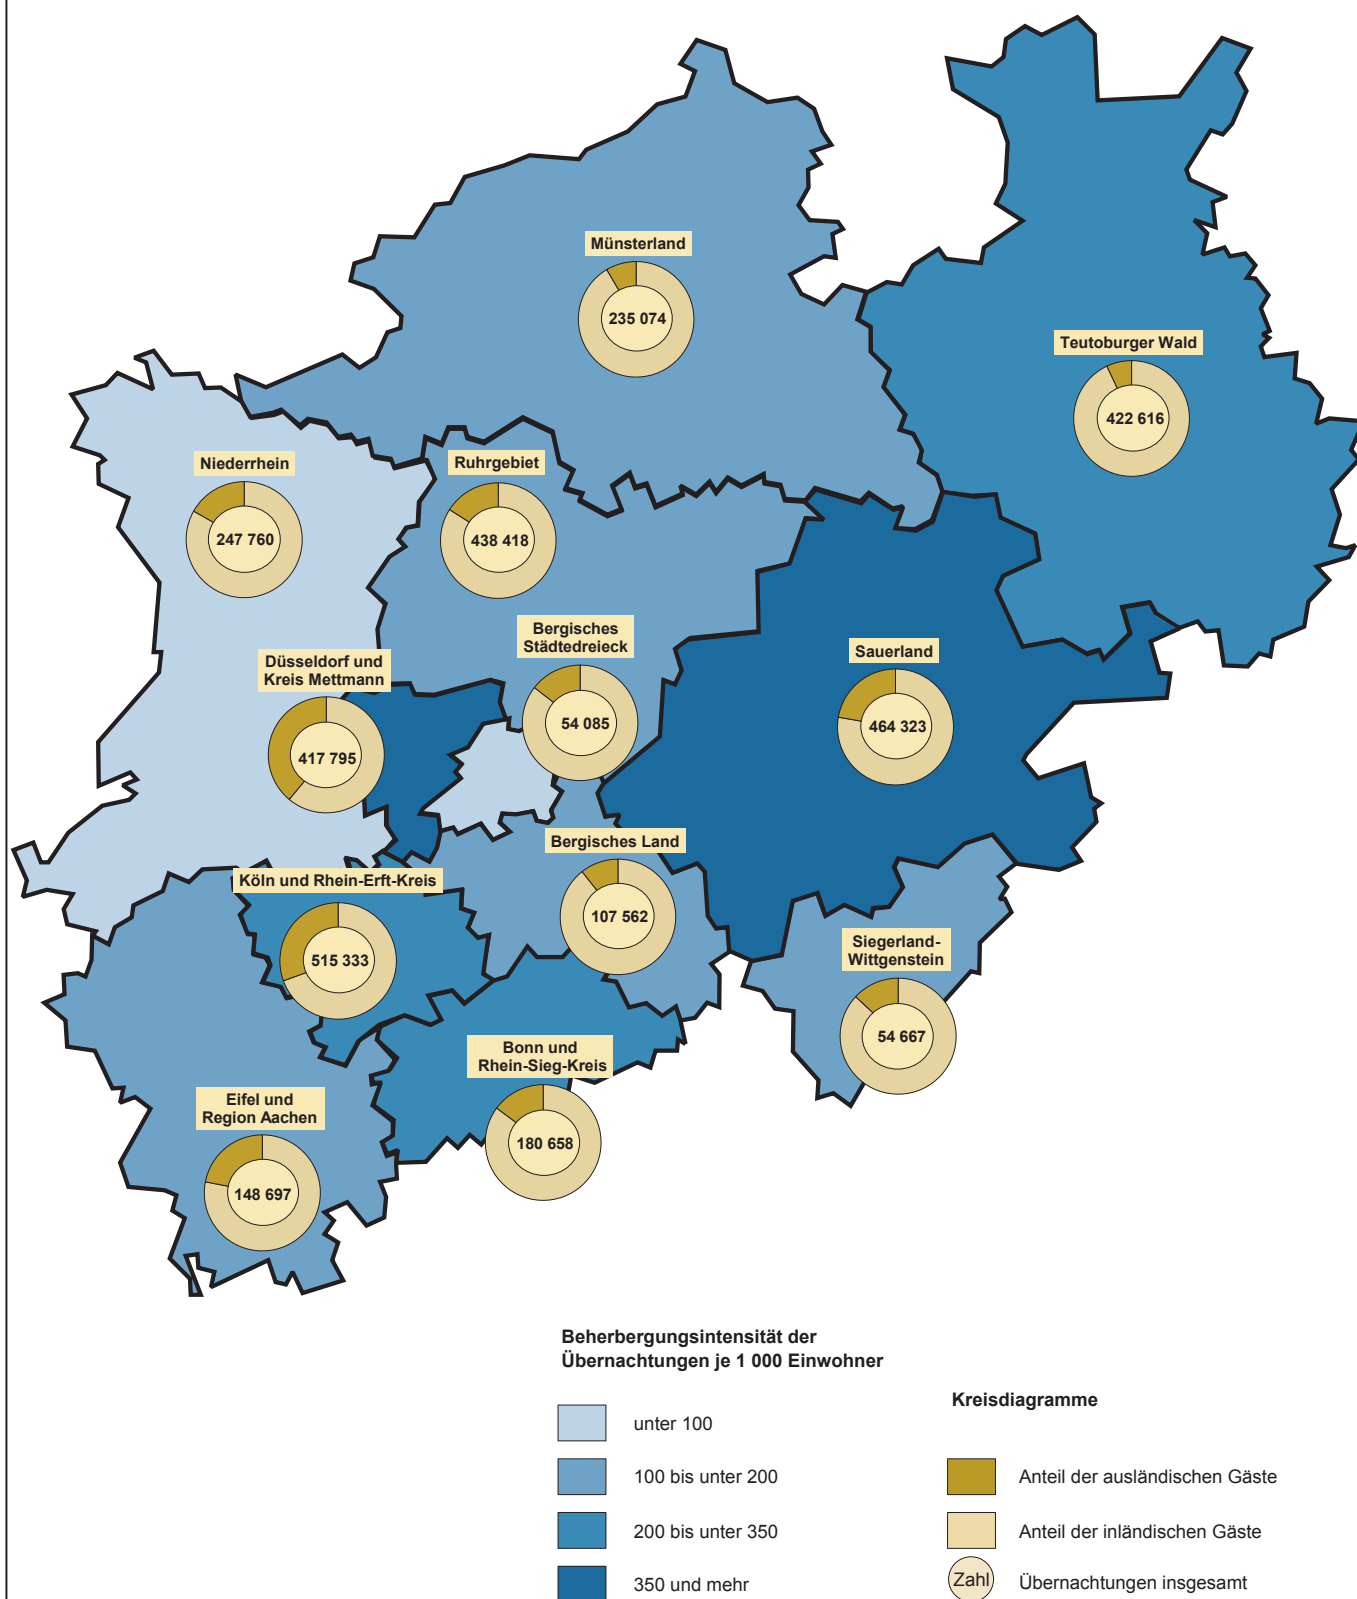 Münsterland
235 074
Teutoburger Wald
422 616
Niederrhein
247 760
Ruhrgebiet
438 418
Bergisches
Städtedreieck
54 085
Düsseldorf und
Kreis Mettmann
417 795
Sauerland
464 323
Bergisches Land
107 562
Köln und Rhein-Erft-Kreis
515 333
Siegerland-
Wittgenstein
54 667
Bonn und
Rhein-Sieg-Kreis
180 658
Eifel und
Region Aachen
148 697
Beherbergungsintensität der
Übernachtungen je 1 000 Einwohner
unter 100
100 bis unter 200
200 bis unter 350
350 und mehr
Kreisdiagramme
Anteil der ausländischen Gäste
Anteil der inländischen Gäste
Zahl Übernachtungen insgesamt